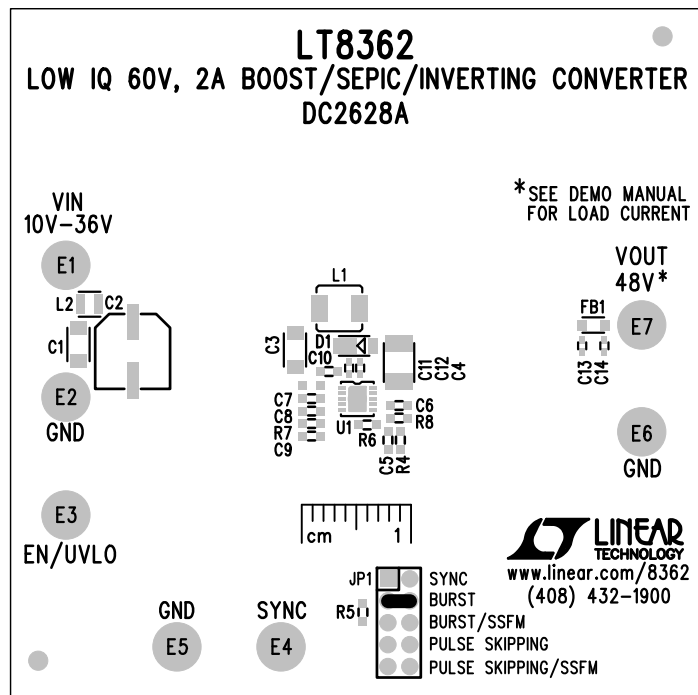 LT8362
LOW IQ 60V, 2A BOOST/SEPIC/INVERTING CONVERTER
DC2628A
VIN
10V-36V
*SEE DEMO MANUAL
FOR LOAD CURRENT
VOUT
48V*
E1
L2
C2
C1
E2
GND
L1
D1
C3
C10
C11
C12
C4
C7
C8
R7
C9
U1
C6
R8
R6
C5
R4
FB1
E7
C13
C14
E6
GND
E3
EN/UVLO
cm 1
LINEAR
TECHNOLOGY
www.linear.com/8362
(408) 432-1900
GND
E5
SYNC
E4
R5
JP1
SYNC
BURST
BURST/SSFM
PULSE SKIPPING
PULSE SKIPPING/SSFM